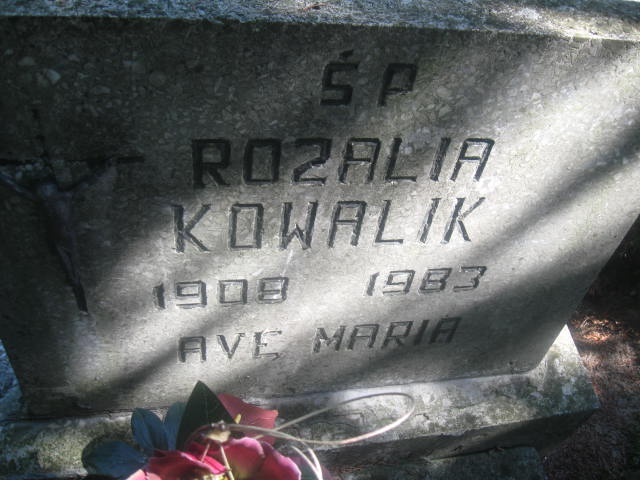 ŚP
ROZALIA
KOWALIK
1908 1983
AVE MARIA